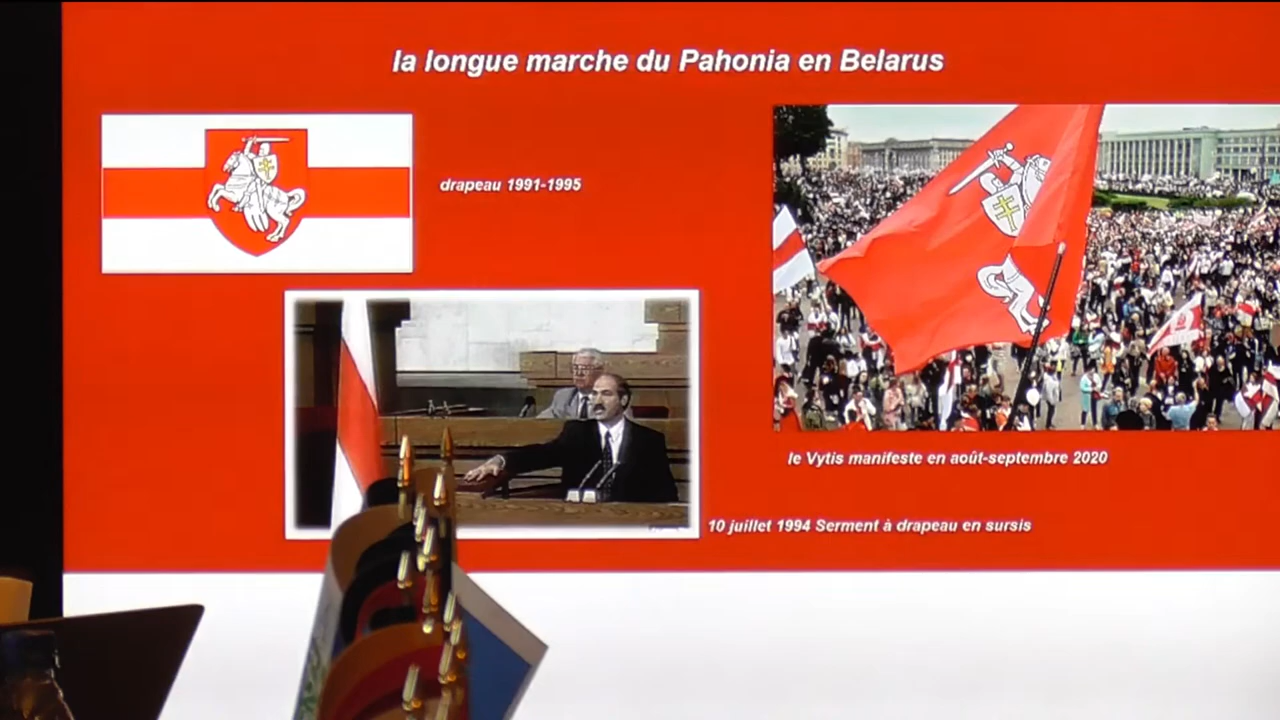 la longue marche du Pahonia en Belarus
drapeau 1991-1995
le Vytis manifeste en août-septembre 2020
10 juillet 1994 Serment à drapeau en sursis